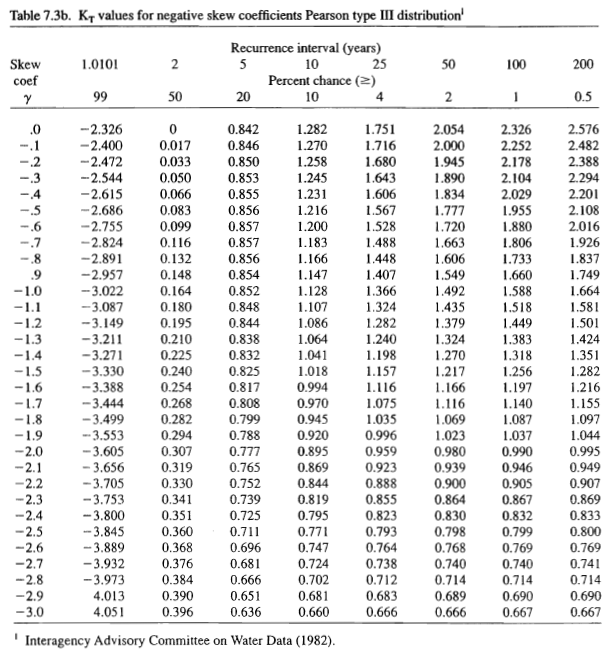 Table 7.3b. K_T values for negative skew coefficients Pearson type III distribution¹
Recurrence interval (years)
Skew 1.0101 2 5 10 25 50 100 200
coef Percent chance (≥)
γ 99 50 20 10 4 2 1 0.5
.0 −2.326 0 0.842 1.282 1.751 2.054 2.326 2.576
−.1 −2.400 0.017 0.846 1.270 1.716 2.000 2.252 2.482
−.2 −2.472 0.033 0.850 1.258 1.680 1.945 2.178 2.388
−.3 −2.544 0.050 0.853 1.245 1.643 1.890 2.104 2.294
−.4 −2.615 0.066 0.855 1.231 1.606 1.834 2.029 2.201
−.5 −2.686 0.083 0.856 1.216 1.567 1.777 1.955 2.108
−.6 −2.755 0.099 0.857 1.200 1.528 1.720 1.880 2.016
−.7 −2.824 0.116 0.857 1.183 1.488 1.663 1.806 1.926
−.8 −2.891 0.132 0.856 1.166 1.448 1.606 1.733 1.837
.9 −2.957 0.148 0.854 1.147 1.407 1.549 1.660 1.749
−1.0 −3.022 0.164 0.852 1.128 1.366 1.492 1.588 1.664
−1.1 −3.087 0.180 0.848 1.107 1.324 1.435 1.518 1.581
−1.2 −3.149 0.195 0.844 1.086 1.282 1.379 1.449 1.501
−1.3 −3.211 0.210 0.838 1.064 1.240 1.324 1.383 1.424
−1.4 −3.271 0.225 0.832 1.041 1.198 1.270 1.318 1.351
−1.5 −3.330 0.240 0.825 1.018 1.157 1.217 1.256 1.282
−1.6 −3.388 0.254 0.817 0.994 1.116 1.166 1.197 1.216
−1.7 −3.444 0.268 0.808 0.970 1.075 1.116 1.140 1.155
−1.8 −3.499 0.282 0.799 0.945 1.035 1.069 1.087 1.097
−1.9 −3.553 0.294 0.788 0.920 0.996 1.023 1.037 1.044
−2.0 −3.605 0.307 0.777 0.895 0.959 0.980 0.990 0.995
−2.1 −3.656 0.319 0.765 0.869 0.923 0.939 0.946 0.949
−2.2 −3.705 0.330 0.752 0.844 0.888 0.900 0.905 0.907
−2.3 −3.753 0.341 0.739 0.819 0.855 0.864 0.867 0.869
−2.4 −3.800 0.351 0.725 0.795 0.823 0.830 0.832 0.833
−2.5 −3.845 0.360 0.711 0.771 0.793 0.798 0.799 0.800
−2.6 −3.889 0.368 0.696 0.747 0.764 0.768 0.769 0.769
−2.7 −3.932 0.376 0.681 0.724 0.738 0.740 0.740 0.741
−2.8 −3.973 0.384 0.666 0.702 0.712 0.714 0.714 0.714
−2.9 4.013 0.390 0.651 0.681 0.683 0.689 0.690 0.690
−3.0 4.051 0.396 0.636 0.660 0.666 0.666 0.667 0.667
¹ Interagency Advisory Committee on Water Data (1982).